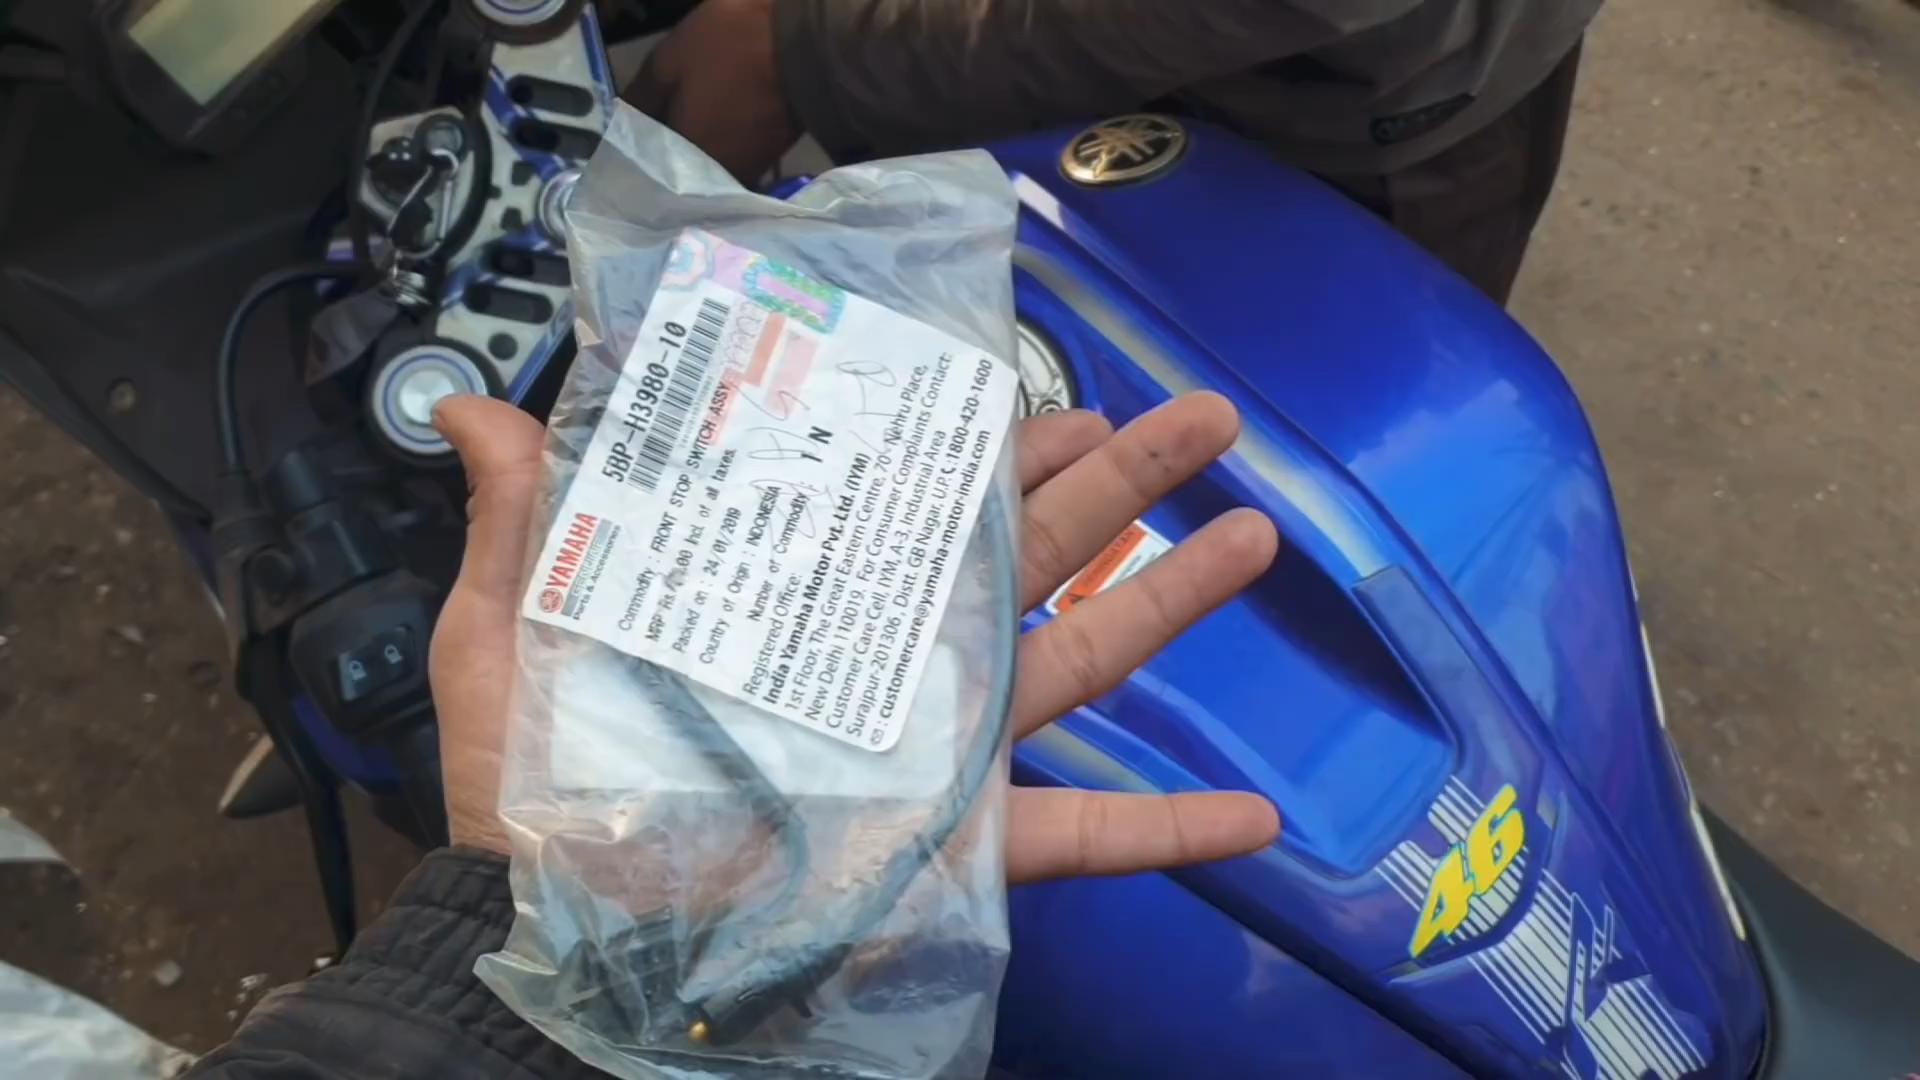 5BP-H3980-10
YAMAHA
Parts & Accessories
Commodity : FRONT STOP SWITCH ASSY
MRP Rs. .00 Incl. of all taxes.
Packed on : 24/01/2019
Country of Origin : INDONESIA
Number of Commodity : 1 N
Registered Office:
India Yamaha Motor Pvt. Ltd. (IYM)
1st Floor, The Great Eastern Centre, 70 Nehru Place,
New Delhi 110019. For Consumer Complaints Contact:
Customer Care Cell, IYM, A-3, Industrial Area
Surajpur-201306, Distt. GB Nagar, U.P. :1800-420-1600
: customercare@yamaha-motor-india.com
46